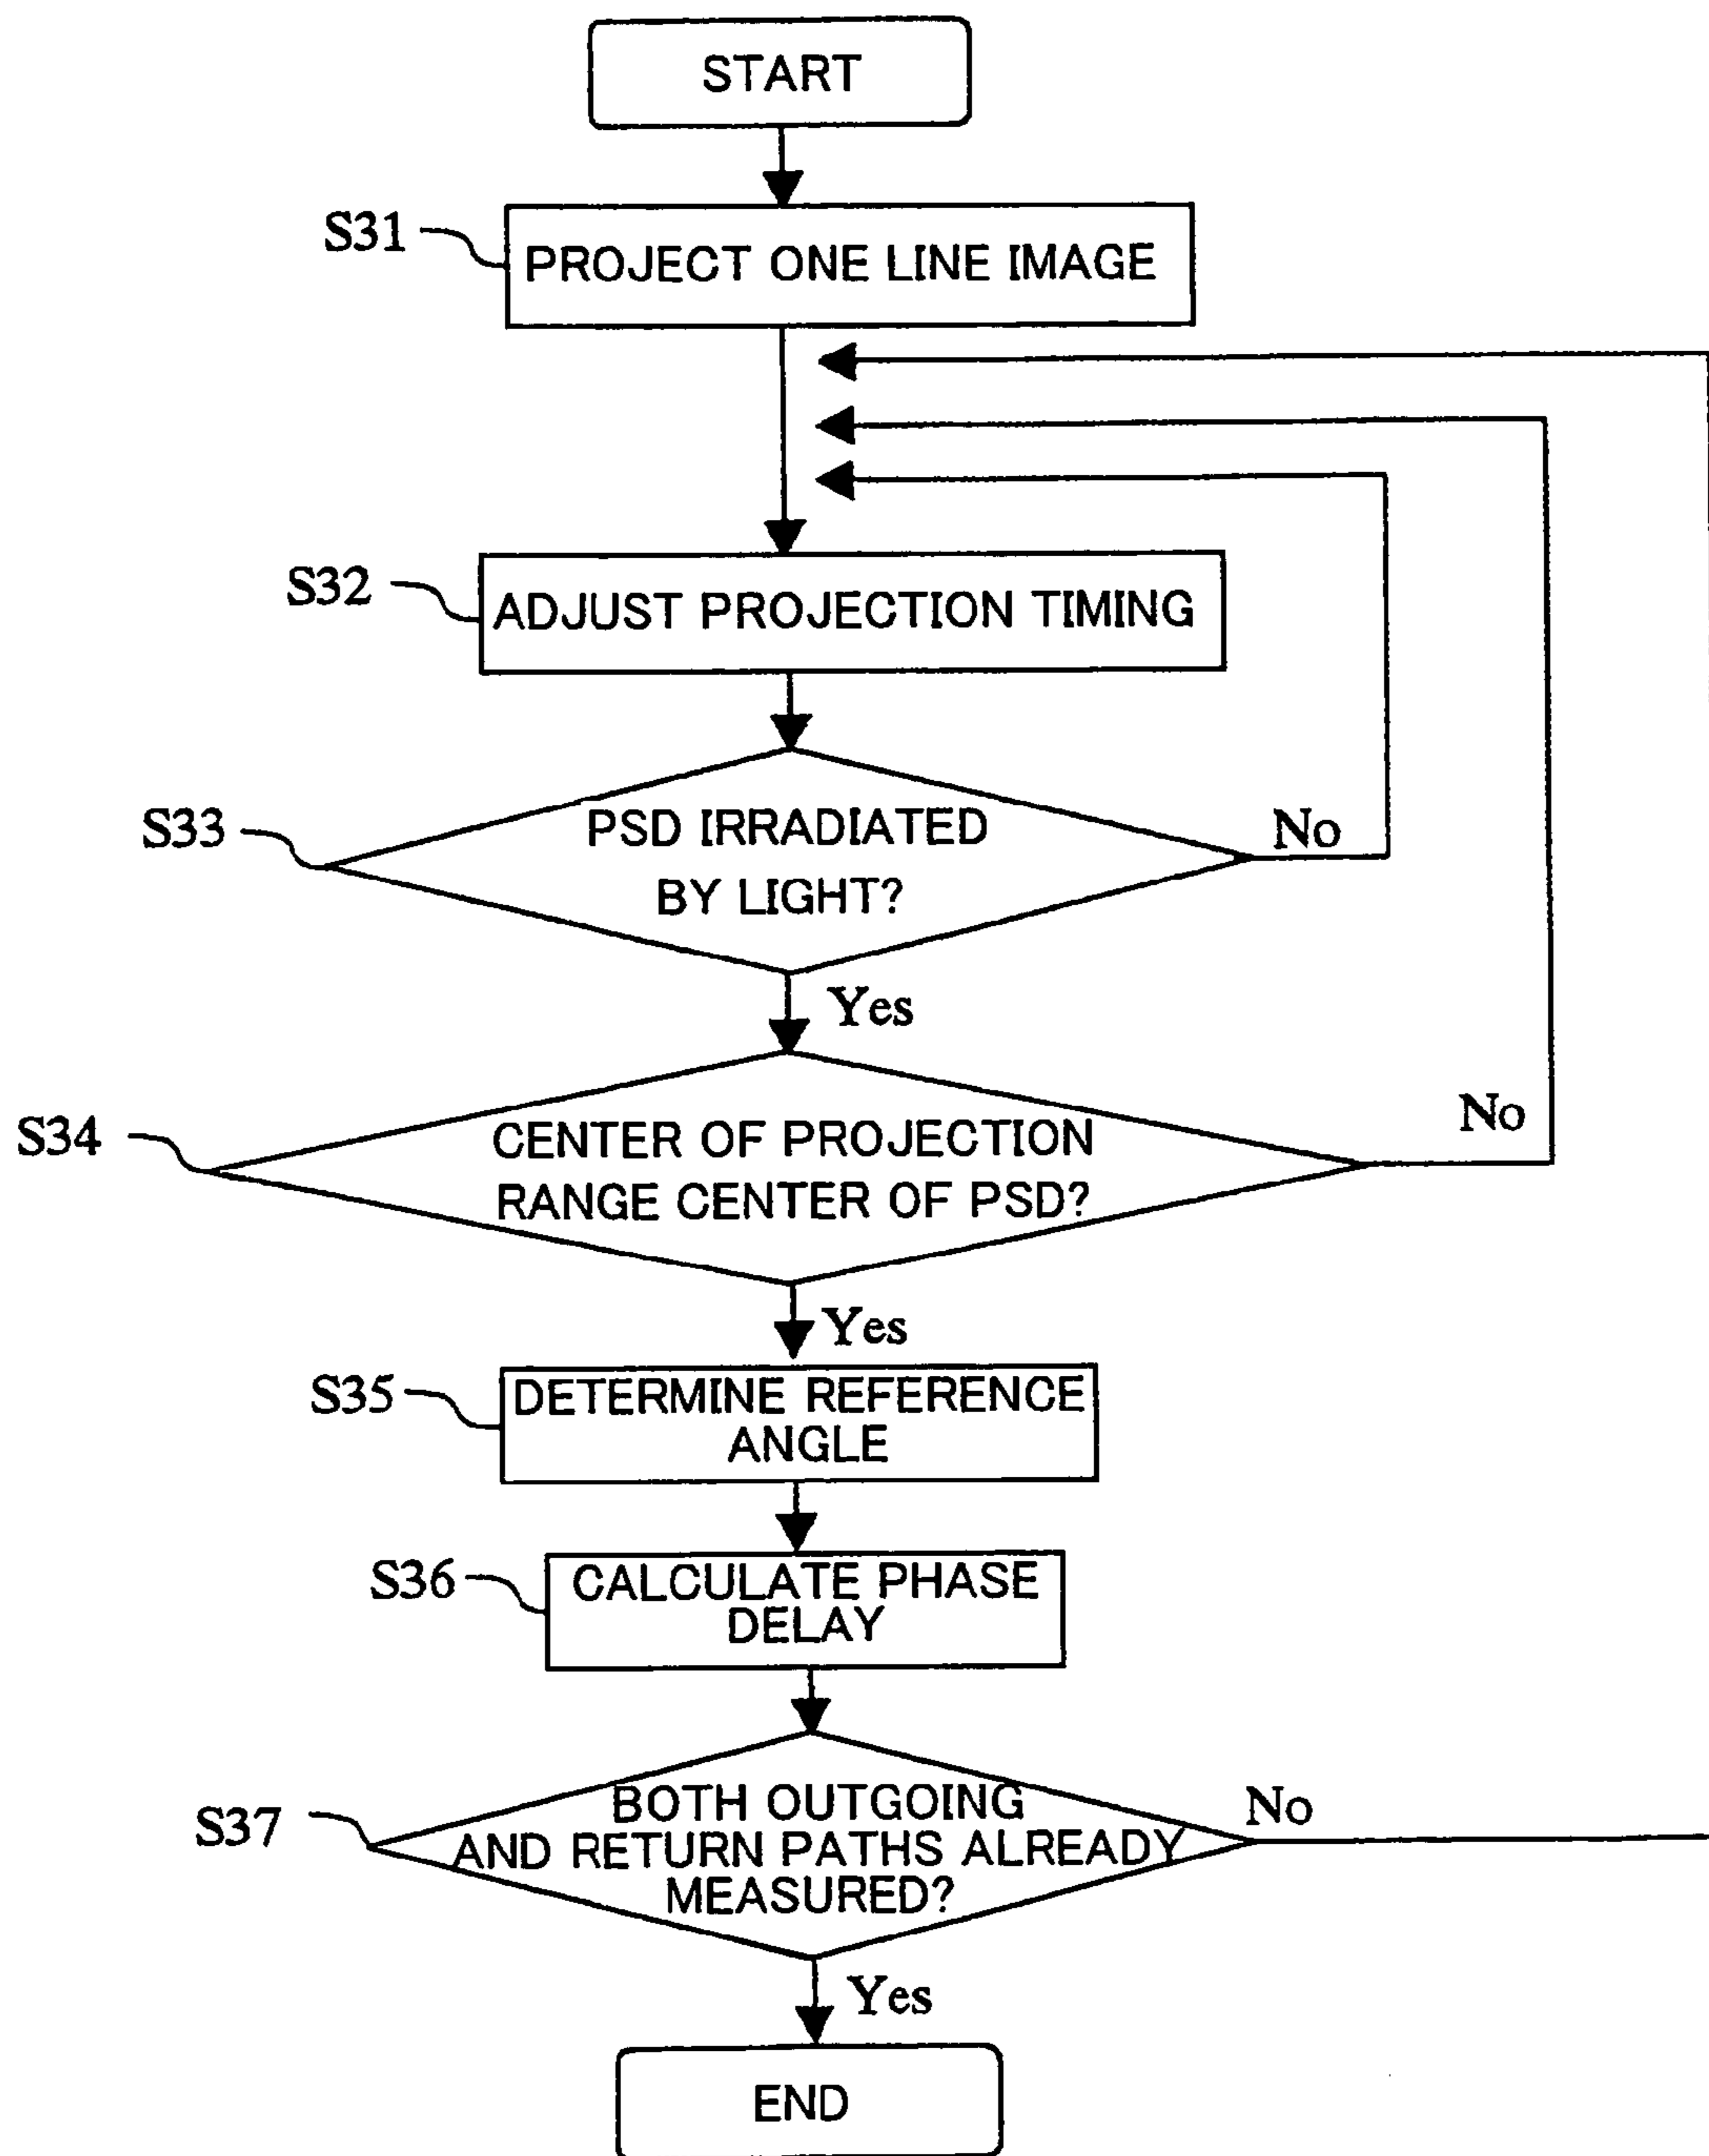 START
S31
PROJECT ONE LINE IMAGE
S32
ADJUST PROJECTION TIMING
S33
PSD IRRADIATED
BY LIGHT?
No
Yes
S34
CENTER OF PROJECTION
RANGE CENTER OF PSD?
No
Yes
S35
DETERMINE REFERENCE
ANGLE
S36
CALCULATE PHASE
DELAY
S37
BOTH OUTGOING
AND RETURN PATHS ALREADY
MEASURED?
No
Yes
END